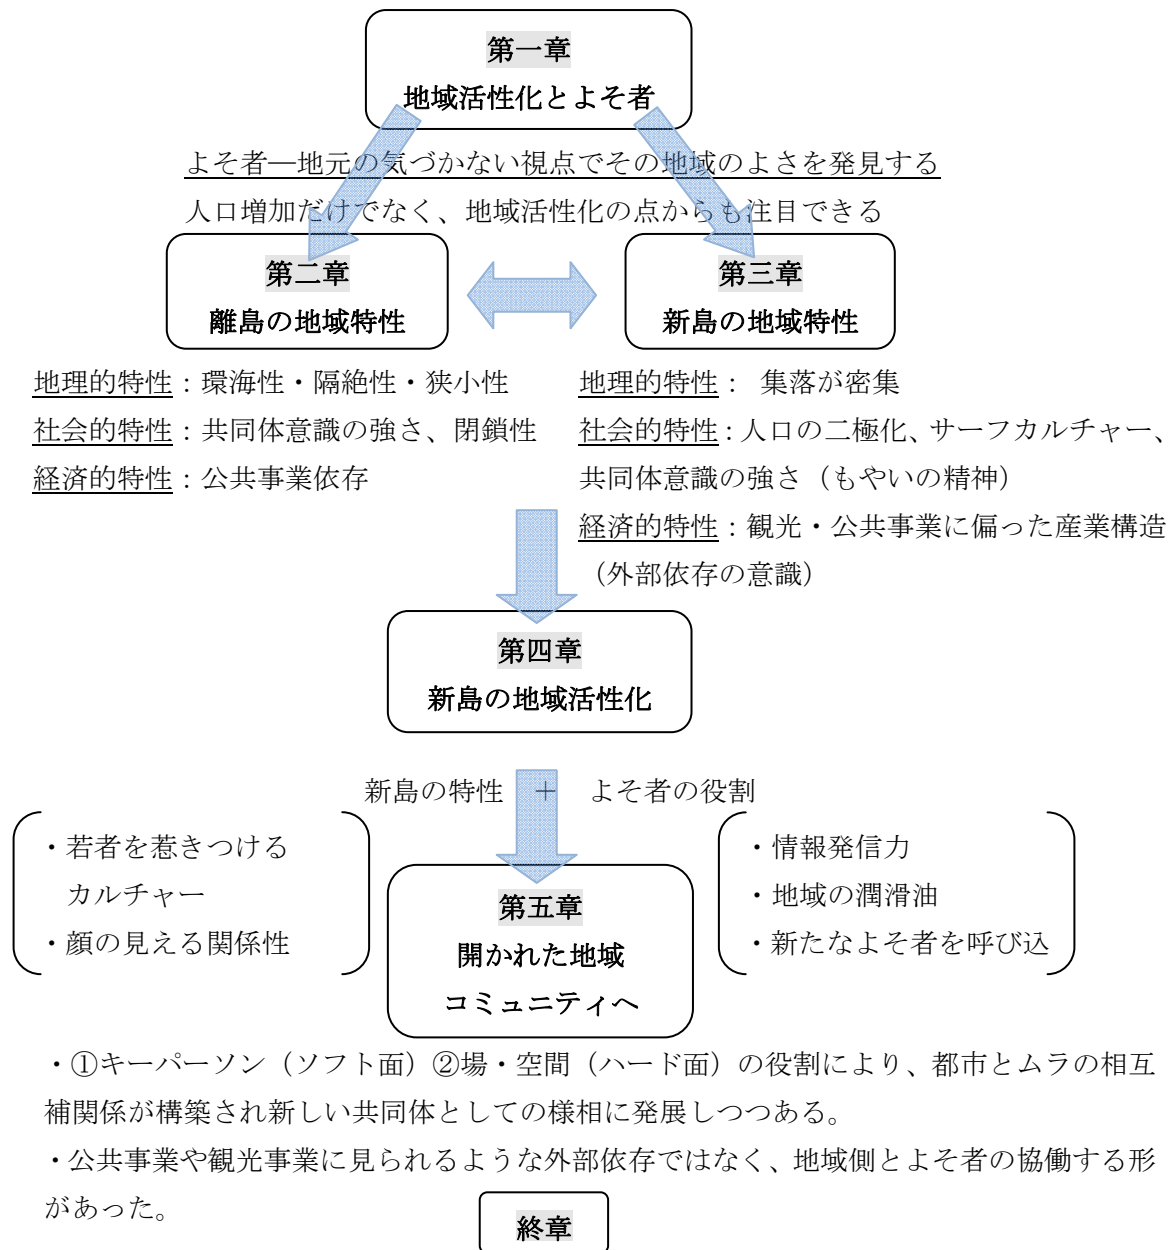 第一章
地域活性化とよそ者
よそ者―地元の気づかない視点でその地域のよさを発見する
人口増加だけでなく、地域活性化の点からも注目できる
第二章
離島の地域特性
第三章
新島の地域特性
地理的特性：環海性・隔絶性・狭小性
社会的特性：共同体意識の強さ、閉鎖性
経済的特性：公共事業依存
地理的特性： 集落が密集
社会的特性：人口の二極化、サーフカルチャー、
共同体意識の強さ（もやいの精神）
経済的特性：観光・公共事業に偏った産業構造
（外部依存の意識）
第四章
新島の地域活性化
新島の特性 ＋ よそ者の役割
・若者を惹きつける
カルチャー
・顔の見える関係性
・情報発信力
・地域の潤滑油
・新たなよそ者を呼び込
第五章
開かれた地域
コミュニティへ
・①キーパーソン（ソフト面）②場・空間（ハード面）の役割により、都市とムラの相互
補関係が構築され新しい共同体としての様相に発展しつつある。
・公共事業や観光事業に見られるような外部依存ではなく、地域側とよそ者の協働する形
があった。
終章